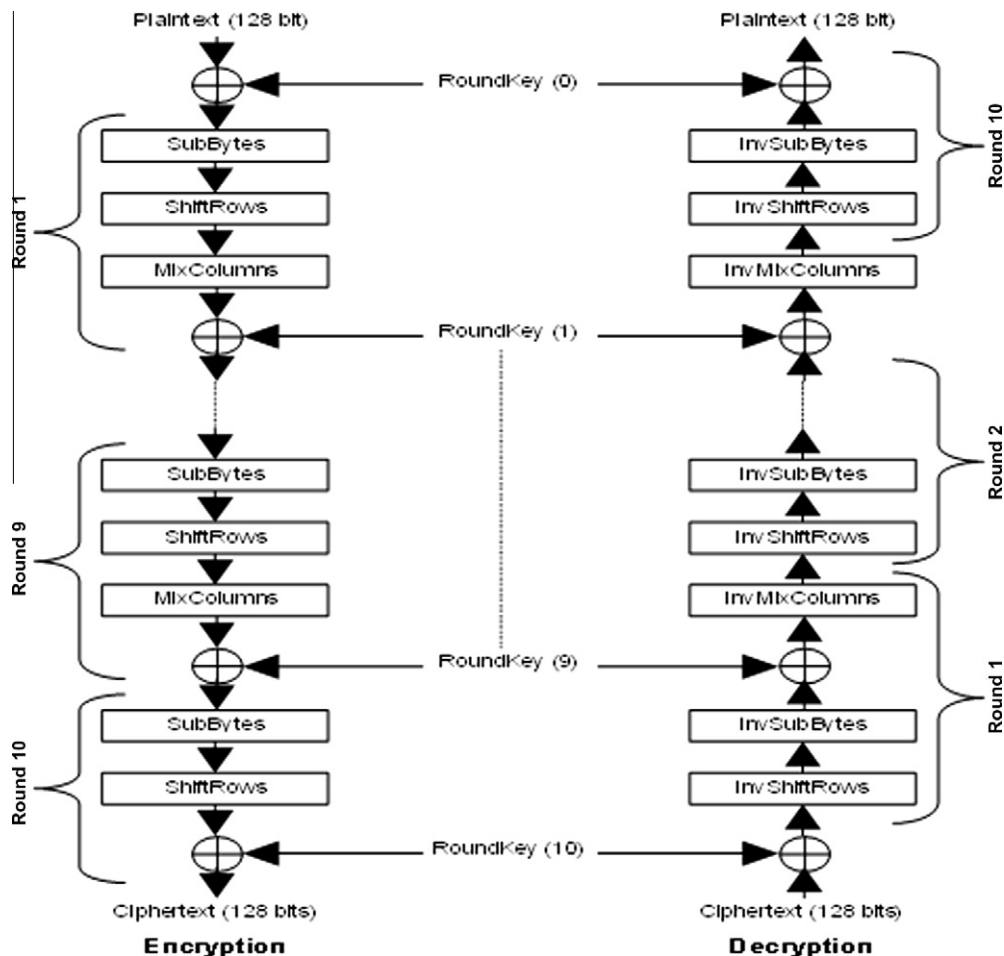 Plaintext (128 bit)
Plaintext (128 bit)
RoundKey (0)
SubBytes
InvSubBytes
Round 10
ShiftRows
InvShiftRows
Round 1
MixColumns
InvMixColumns
RoundKey (1)
Round 2
SubBytes
InvSubBytes
ShiftRows
InvShiftRows
Round 9
MixColumns
InvMixColumns
RoundKey (9)
Round 1
SubBytes
InvSubBytes
Round 10
ShiftRows
InvShiftRows
RoundKey (10)
Ciphertext (128 bits)
Ciphertext (128 bits)
Encryption
Decryption